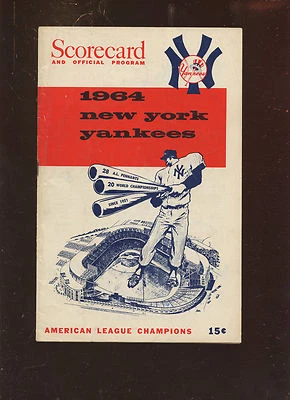 Scorecard
AND OFFICIAL PROGRAM
Yankees
1964
new york
yankees
NY
28 A.L. PENNANTS
20 WORLD CHAMPIONSHIPS
SINCE 1921
AMERICAN LEAGUE CHAMPIONS 15¢